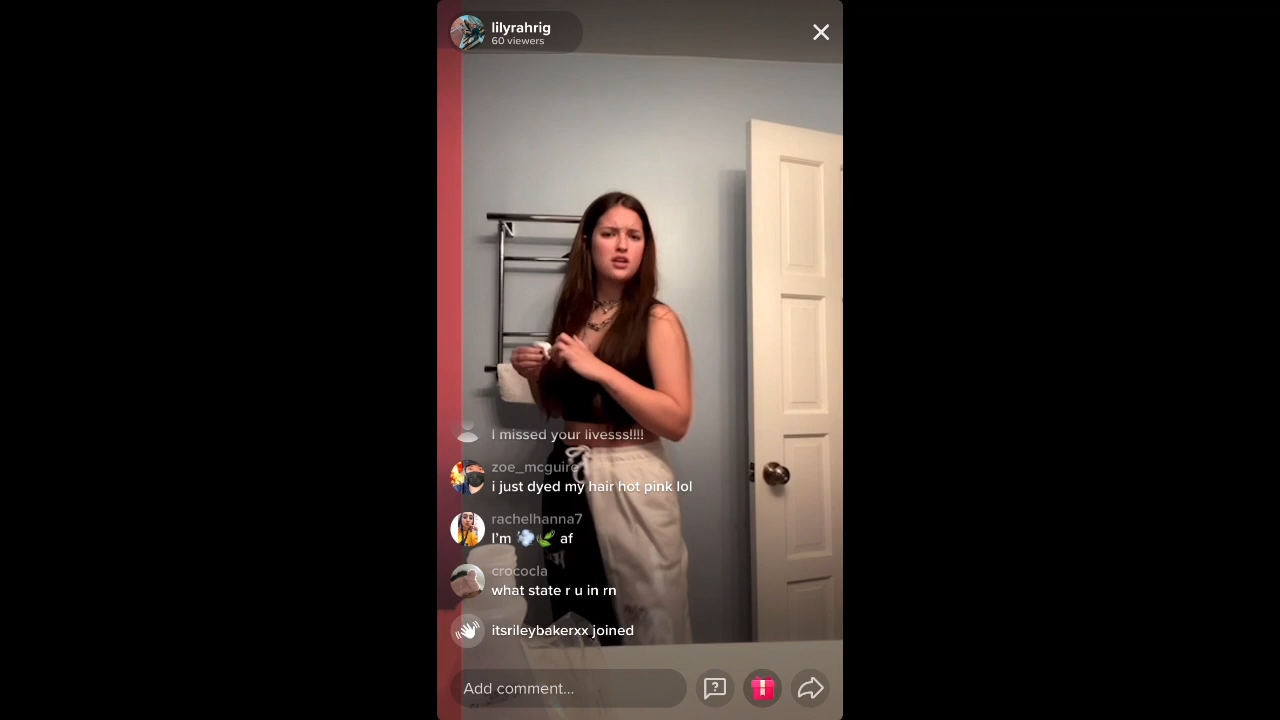 lilyrahrig
60 viewers
I missed your livesss!!!!
zoe_mcguire
i just dyed my hair hot pink lol
rachelhanna7
I'm 💨🌿 af
crococla
what state r u in rn
itsrileybakerxx joined
Add comment...